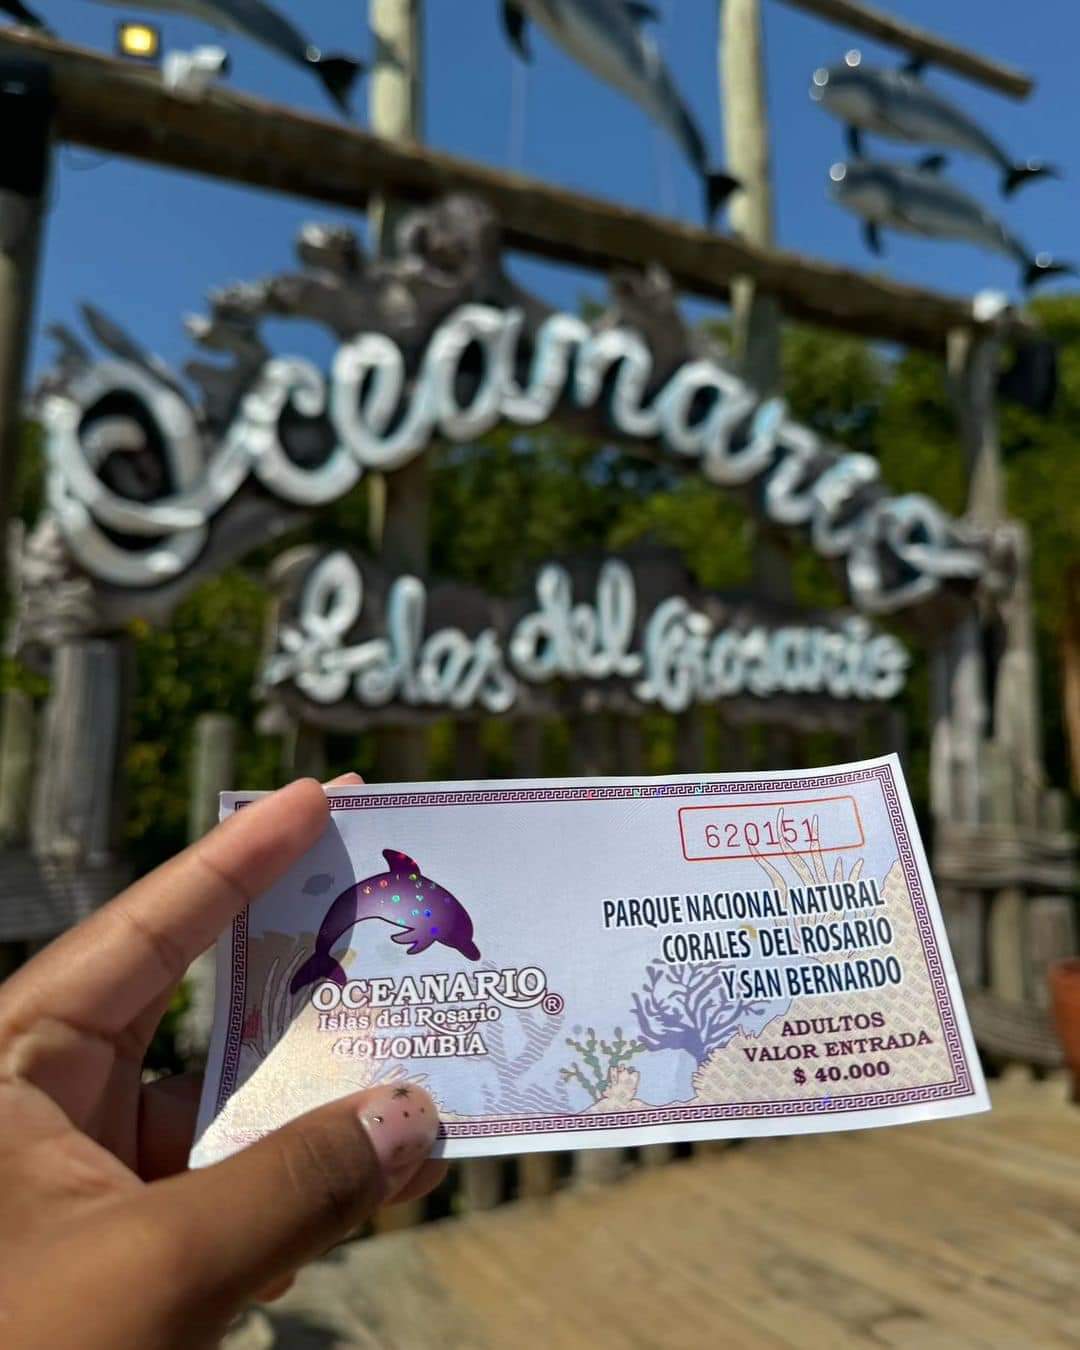 Oceanario
Islas del Rosario
620151
PARQUE NACIONAL NATURAL
CORALES DEL ROSARIO
Y SAN BERNARDO
OCEANARIO ®
Islas del Rosario
COLOMBIA
ADULTOS
VALOR ENTRADA
$ 40.000